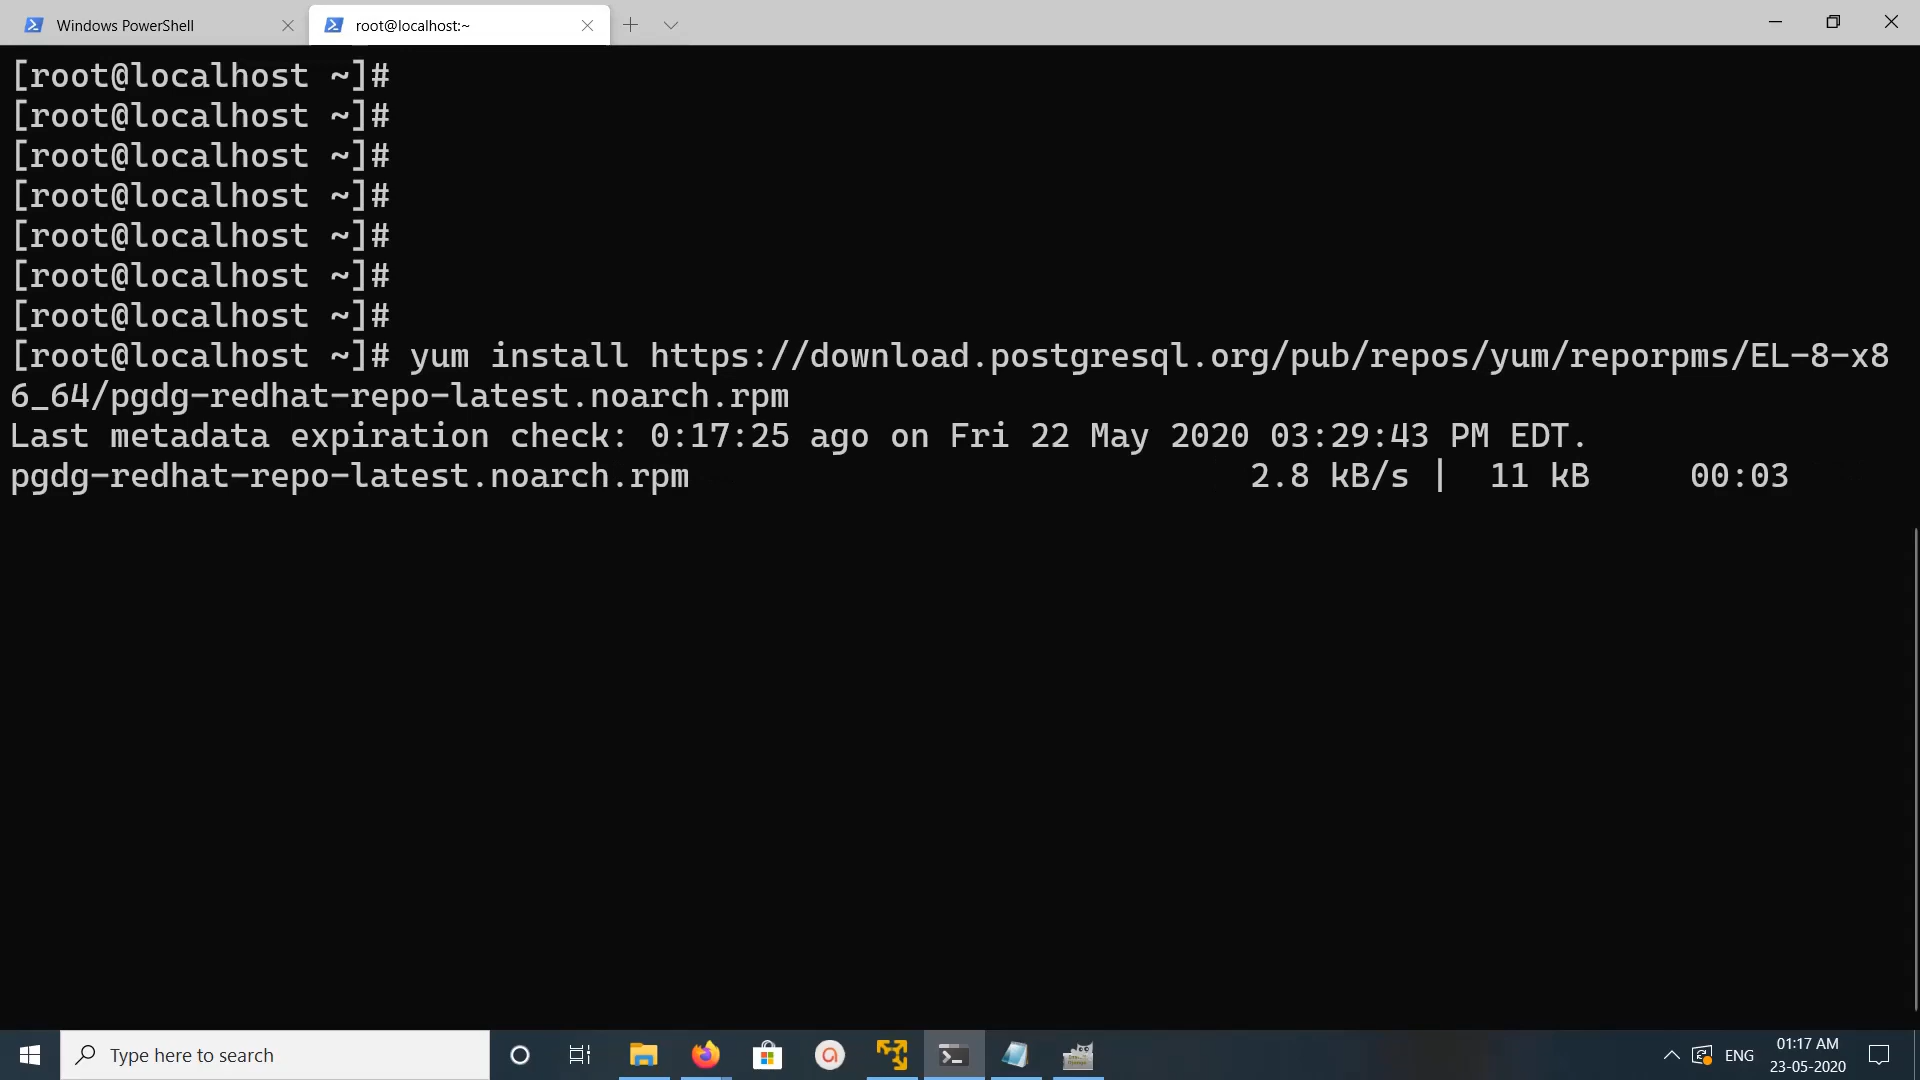 Windows PowerShell
root@localhost:~
[root@localhost ~]#
[root@localhost ~]#
[root@localhost ~]#
[root@localhost ~]#
[root@localhost ~]#
[root@localhost ~]#
[root@localhost ~]#
[root@localhost ~]# yum install https://download.postgresql.org/pub/repos/yum/reporpms/EL-8-x8
6_64/pgdg-redhat-repo-latest.noarch.rpm
Last metadata expiration check: 0:17:25 ago on Fri 22 May 2020 03:29:43 PM EDT.
pgdg-redhat-repo-latest.noarch.rpm 2.8 kB/s | 11 kB 00:03
Type here to search
ENG
01:17 AM
23-05-2020